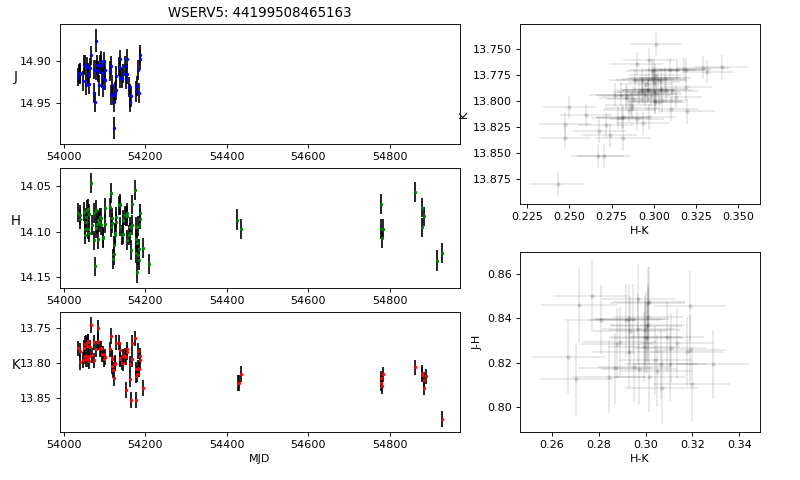 WSERV5: 44199508465163
J
14.90
14.95
54000 54200 54400 54600 54800
H
14.05
14.10
14.15
54000 54200 54400 54600 54800
K
13.75
13.80
13.85
54000 54200 54400 54600 54800
MJD
K
13.750
13.775
13.800
13.825
13.850
13.875
0.225 0.250 0.275 0.300 0.325 0.350
H-K
J-H
0.86
0.84
0.82
0.80
0.26 0.28 0.30 0.32 0.34
H-K